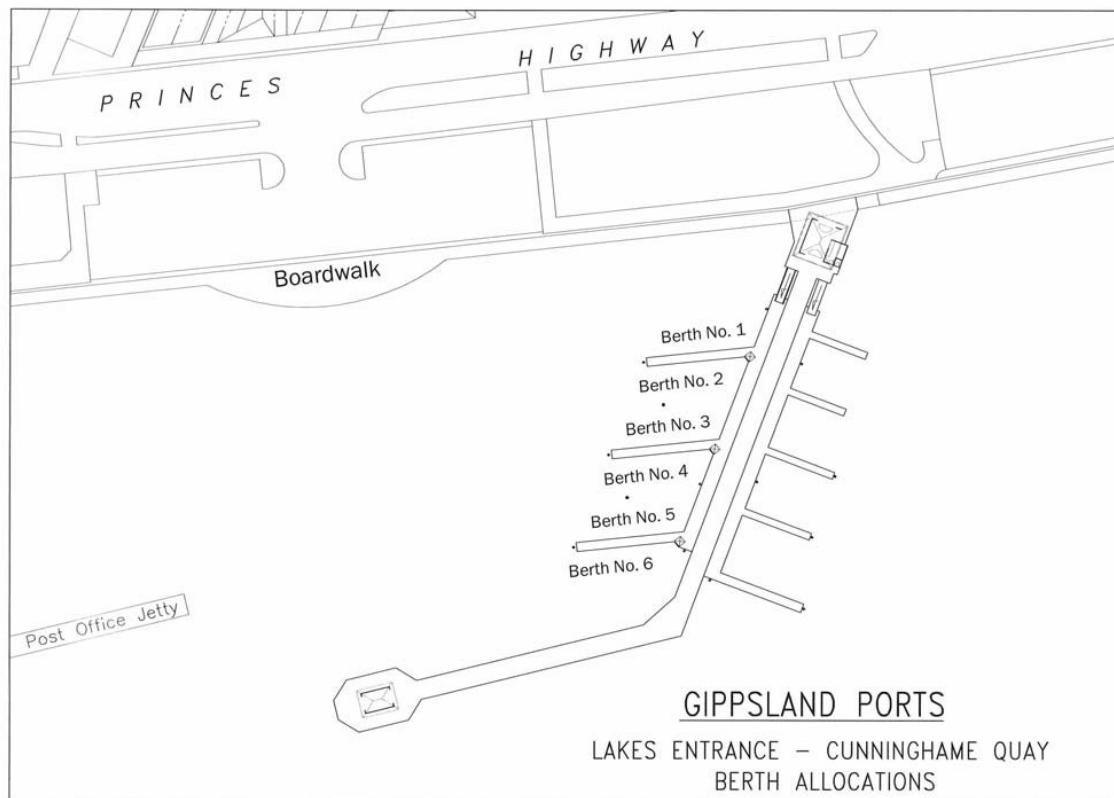 PRINCES
HIGHWAY
Boardwalk
Berth No. 1
Berth No. 2
Berth No. 3
Berth No. 4
Berth No. 5
Berth No. 6
Post Office Jetty
GIPPSLAND PORTS
LAKES ENTRANCE – CUNNINGHAME QUAY
BERTH ALLOCATIONS